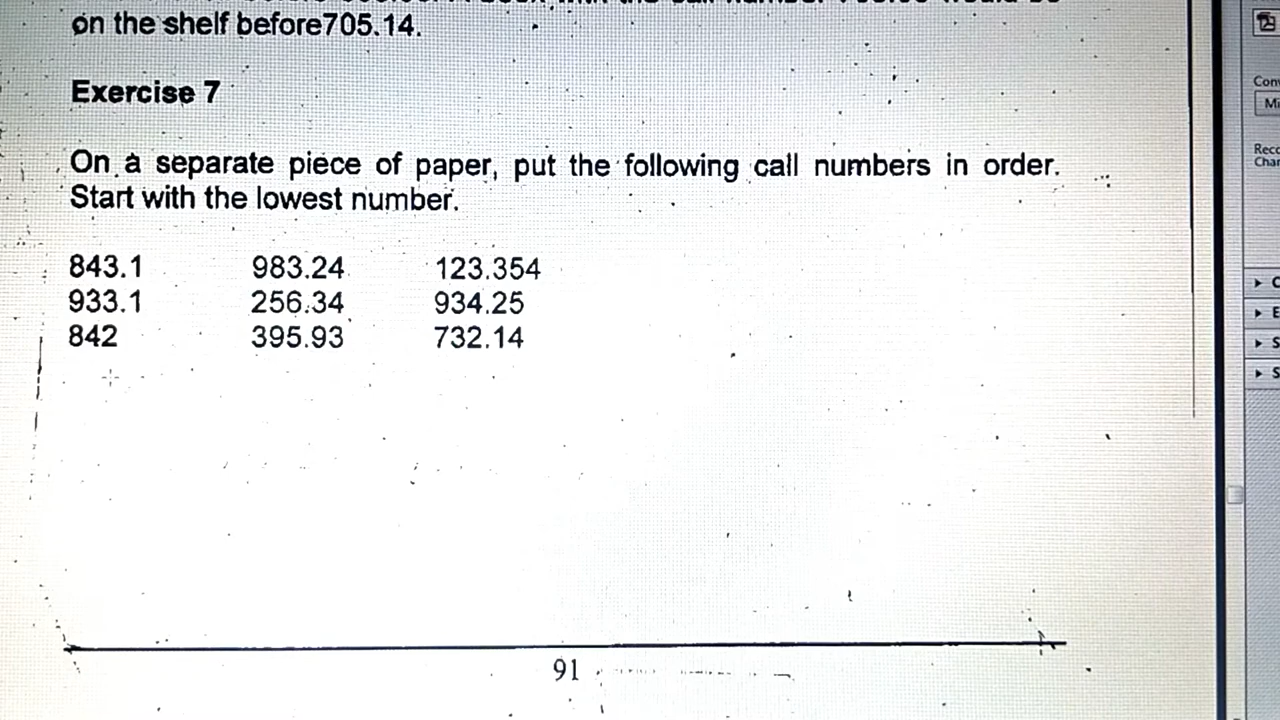 on the shelf before705.14.
Exercise 7
On a separate piece of paper, put the following call numbers in order.
Start with the lowest number.
843.1 983.24 123.354
933.1 256.34 934.25
842 395.93 732.14
91